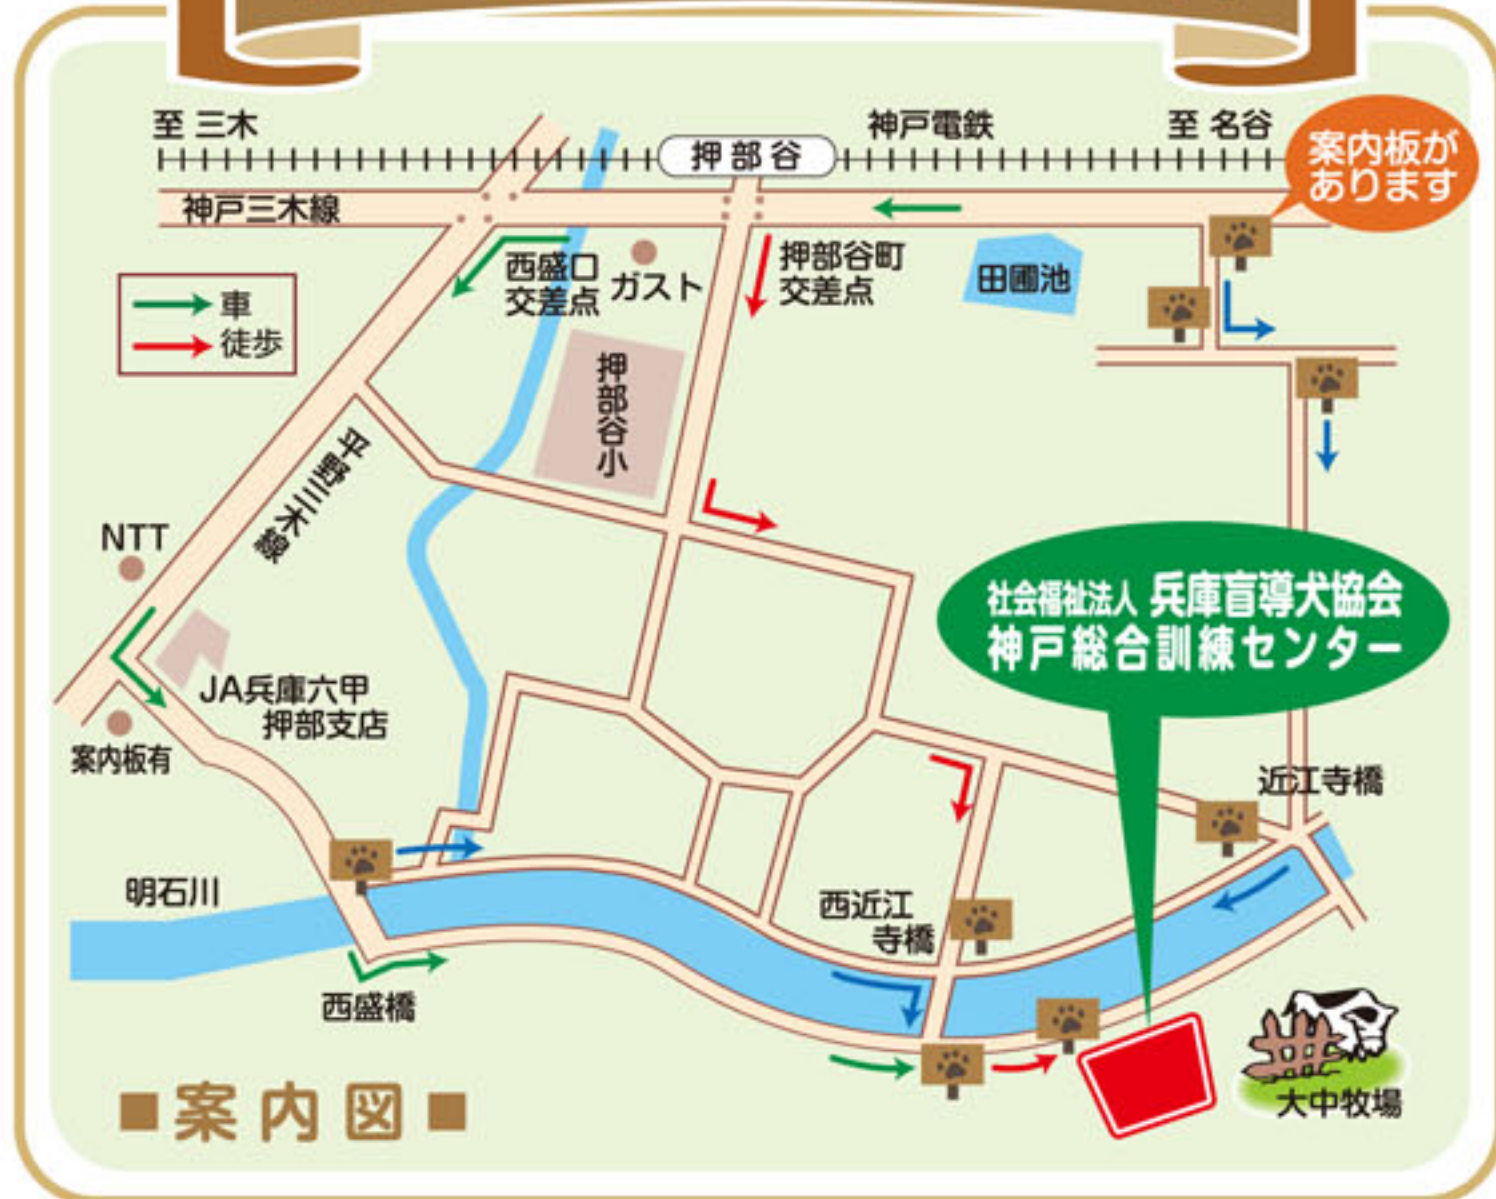 至 三木
神戸電鉄
至 名谷
押部谷
案内板が
あります
神戸三木線
西盛口
交差点
ガスト
押部谷町
交差点
田圃池
車
徒歩
押部谷小
平野三木線
NTT
社会福祉法人 兵庫盲導犬協会
神戸総合訓練センター
JA兵庫六甲
押部支店
案内板有
近江寺橋
明石川
西近江
寺橋
西盛橋
大中牧場
■案内図■